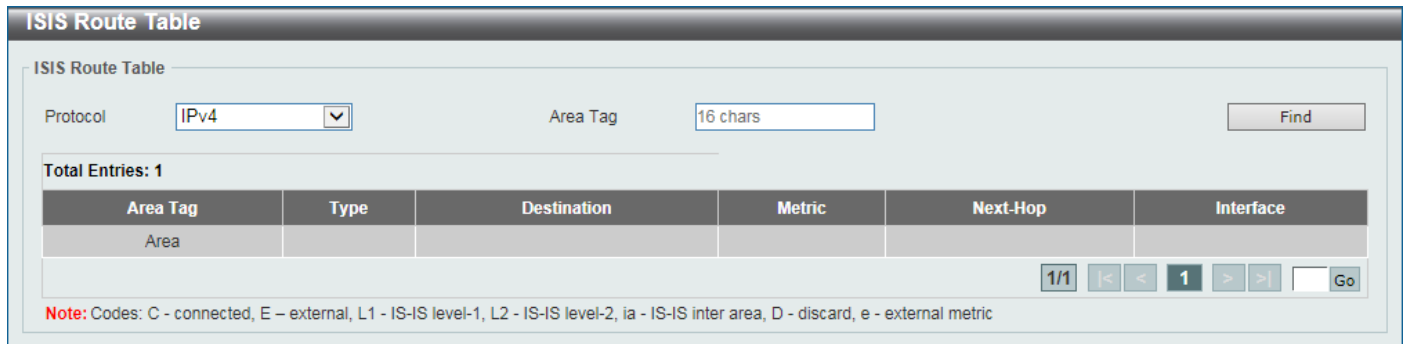 ISIS Route Table
ISIS Route Table
Protocol IPv4 Area Tag 16 chars Find
Total Entries: 1
Area Tag Type Destination Metric Next-Hop Interface
Area
1/1 |< < 1 > >| Go
Note: Codes: C - connected, E – external, L1 - IS-IS level-1, L2 - IS-IS level-2, ia - IS-IS inter area, D - discard, e - external metric